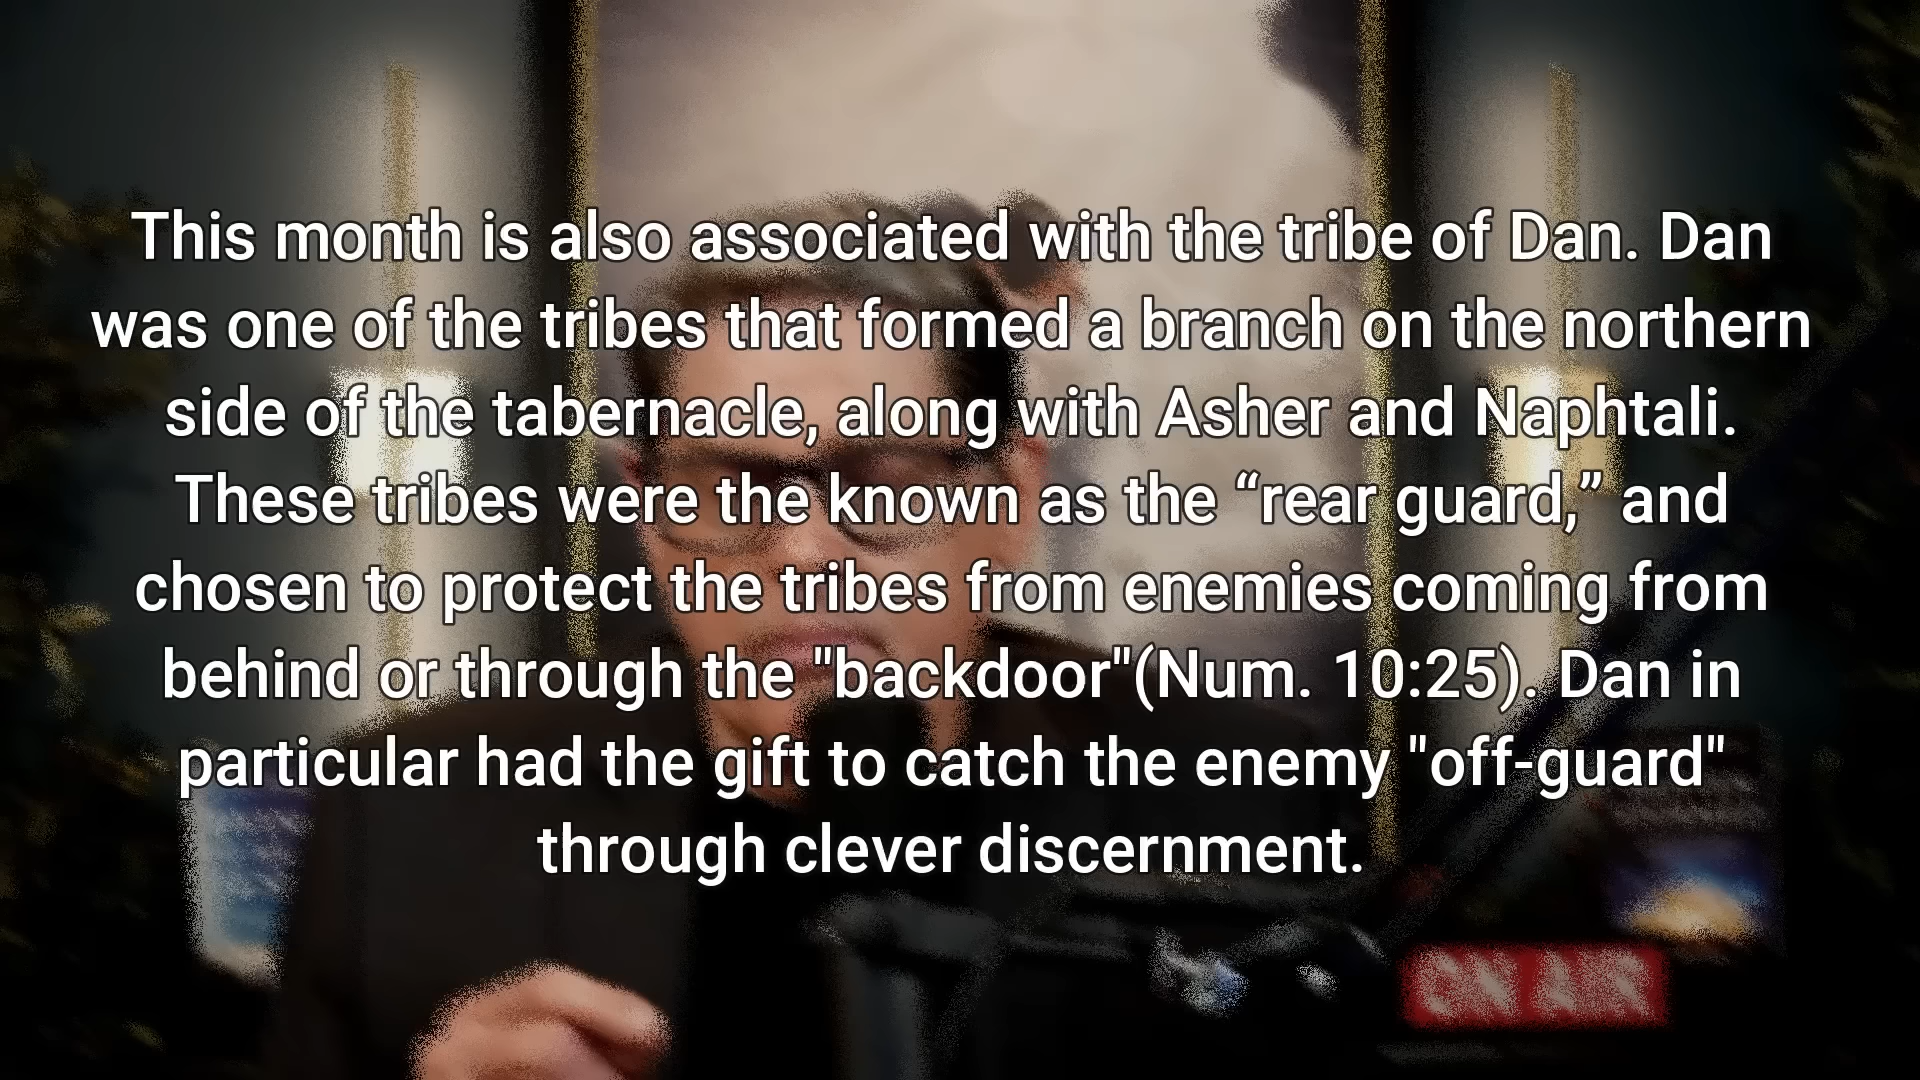 This month is also associated with the tribe of Dan. Dan
was one of the tribes that formed a branch on the northern
side of the tabernacle, along with Asher and Naphtali.
These tribes were the known as the “rear guard,” and
chosen to protect the tribes from enemies coming from
behind or through the "backdoor"(Num. 10:25). Dan in
particular had the gift to catch the enemy "off-guard"
through clever discernment.
ON AIR